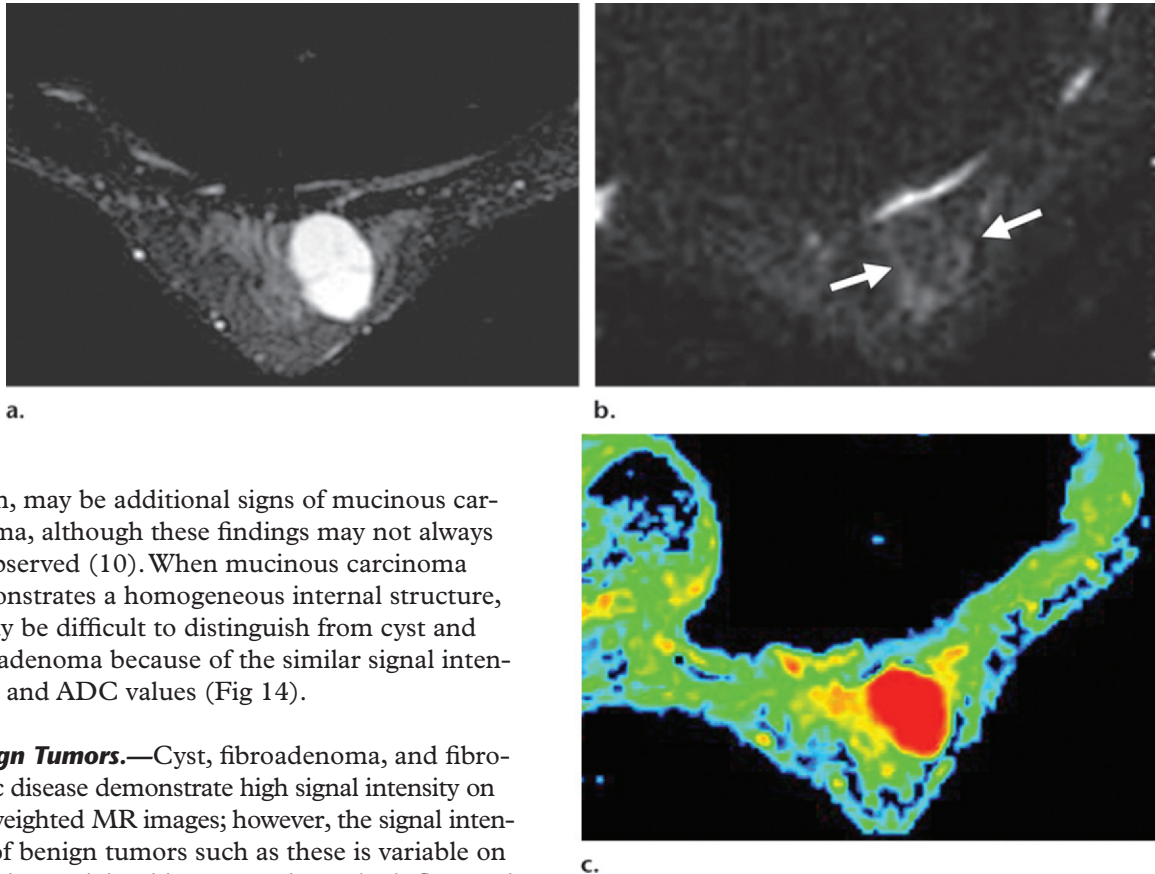 a.
b.
n, may be additional signs of mucinous car-
ma, although these findings may not always
bserved (10). When mucinous carcinoma
onstrates a homogeneous internal structure,
y be difficult to distinguish from cyst and
adenoma because of the similar signal inten-
and ADC values (Fig 14).
gn Tumors.—Cyst, fibroadenoma, and fibro-
c disease demonstrate high signal intensity on
weighted MR images; however, the signal inten-
of benign tumors such as these is variable on
c.